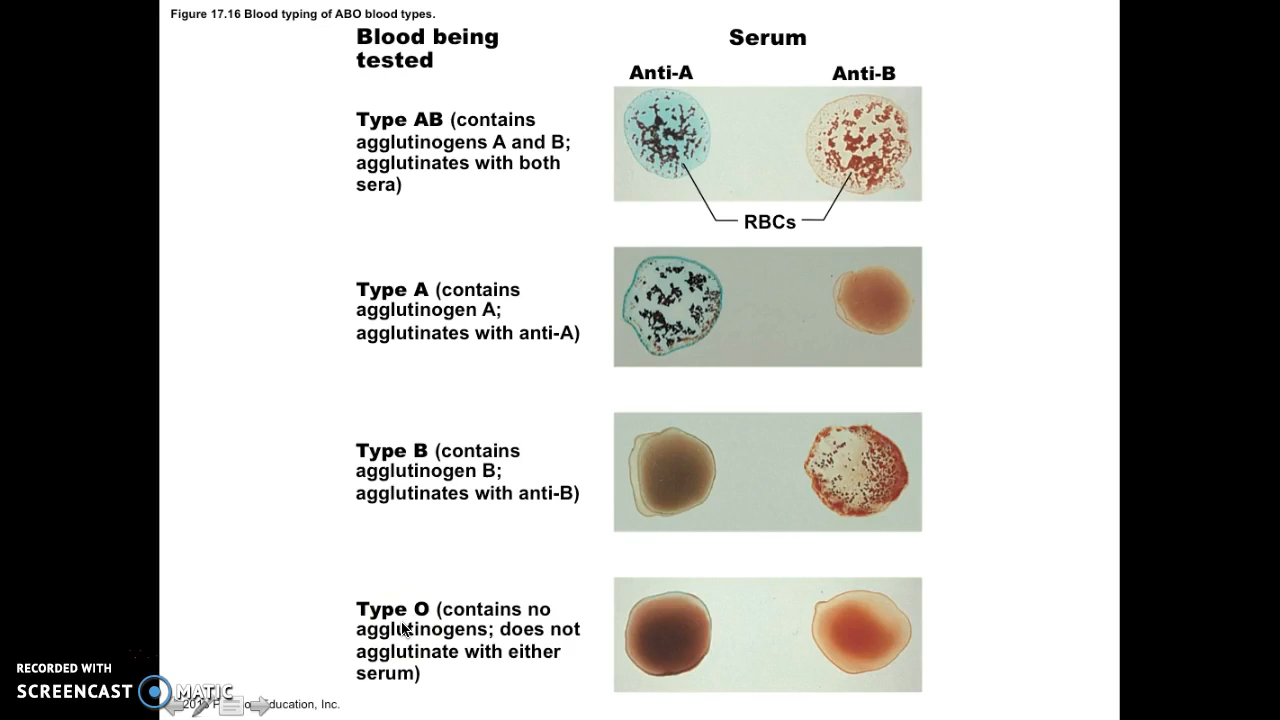 Figure 17.16 Blood typing of ABO blood types.
Blood being
tested
Serum
Anti-A
Anti-B
Type AB (contains
agglutinogens A and B;
agglutinates with both
sera)
RBCs
Type A (contains
agglutinogen A;
agglutinates with anti-A)
Type B (contains
agglutinogen B;
agglutinates with anti-B)
Type O (contains no
agglutinogens; does not
agglutinate with either
serum)
RECORDED WITH
SCREENCAST MATIC
Education, Inc.